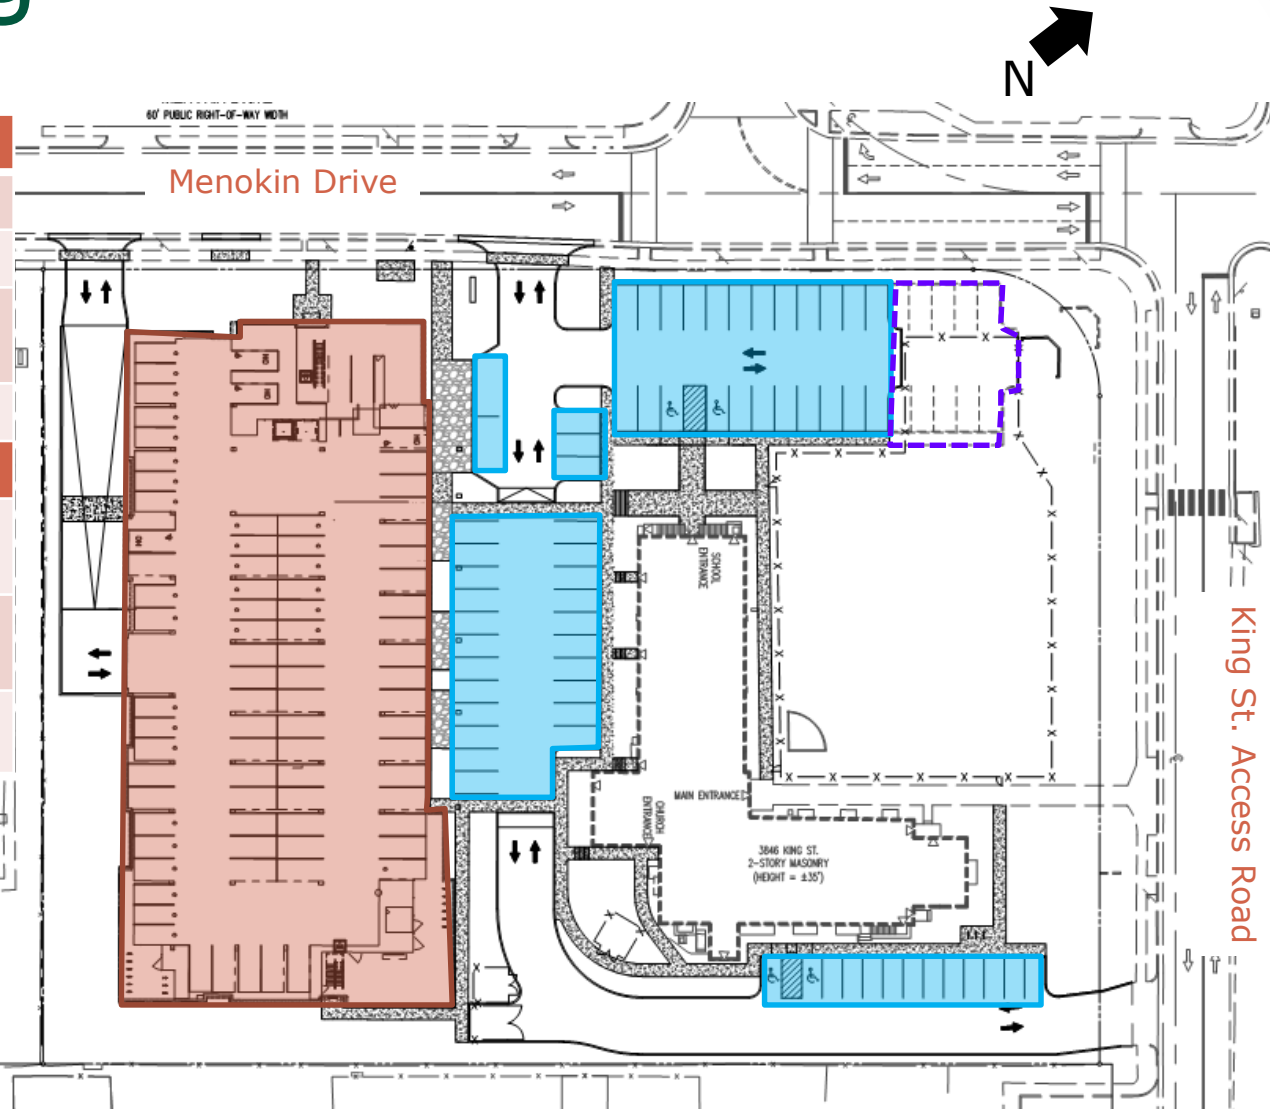 N
60' PUBLIC RIGHT-OF-WAY WIDTH
Menokin Drive
SCHOOL
ENTRANCE
MAIN ENTRANCE
CHURCH
ENTRANCE
3846 KING ST.
2-STORY MASONRY
(HEIGHT = ±35')
King St. Access Road